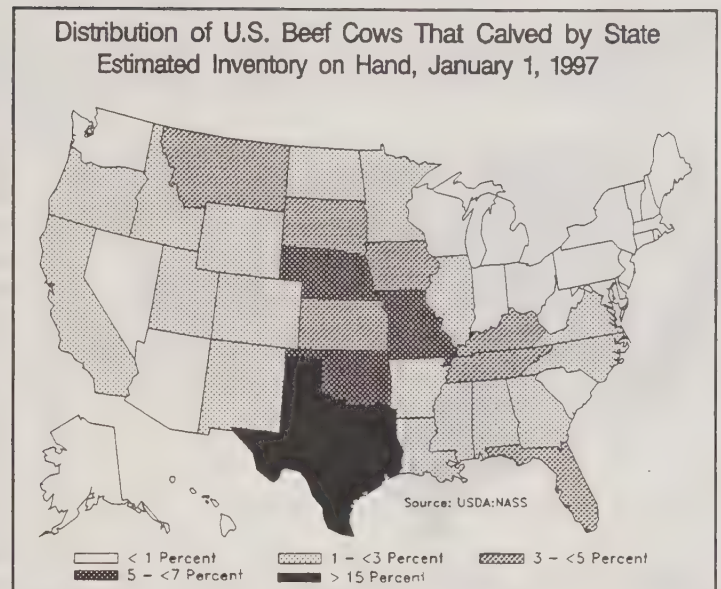 Distribution of U.S. Beef Cows That Calved by State
Estimated Inventory on Hand, January 1, 1997
Source: USDA:NASS
< 1 Percent 1 - <3 Percent 3 - <5 Percent
5 - <7 Percent > 15 Percent